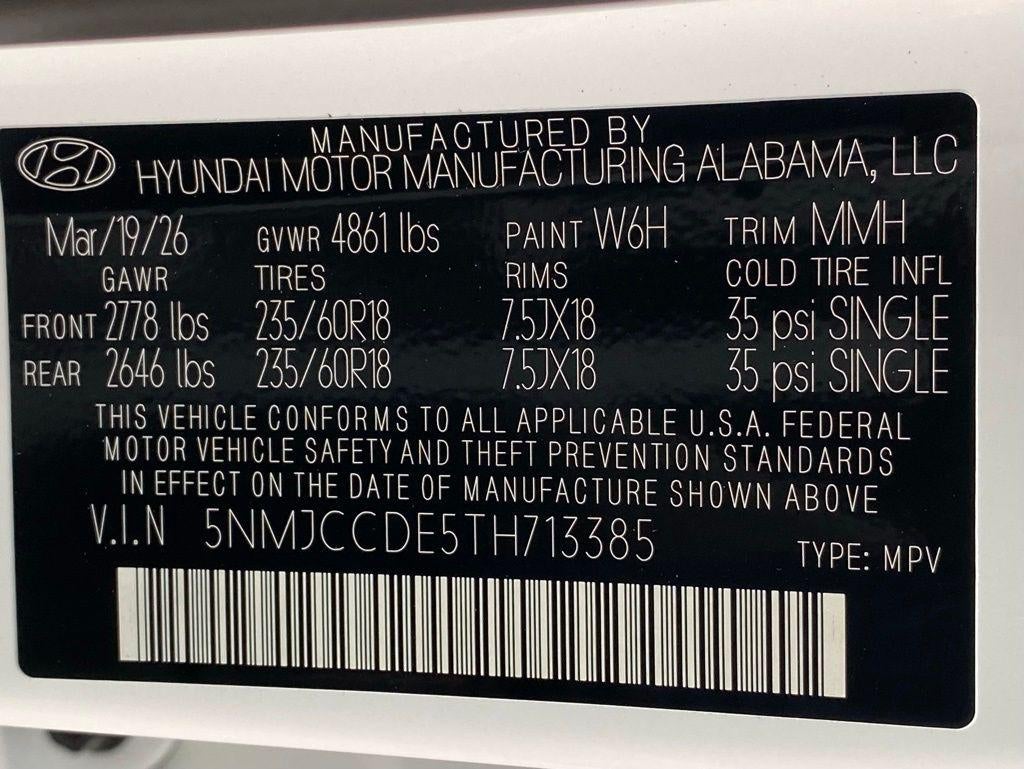 MANUFACTURED BY
HYUNDAI MOTOR MANUFACTURING ALABAMA, LLC
Mar/19/26 GVWR 4861 lbs PAINT W6H TRIM MMH
GAWR TIRES RIMS COLD TIRE INFL
FRONT 2778 lbs 235/60R18 7.5JX18 35 psi SINGLE
REAR 2646 lbs 235/60R18 7.5JX18 35 psi SINGLE
THIS VEHICLE CONFORMS TO ALL APPLICABLE U.S.A. FEDERAL
MOTOR VEHICLE SAFETY AND THEFT PREVENTION STANDARDS
IN EFFECT ON THE DATE OF MANUFACTURE SHOWN ABOVE
V.I.N 5NMJCCDE5TH713385
TYPE: MPV